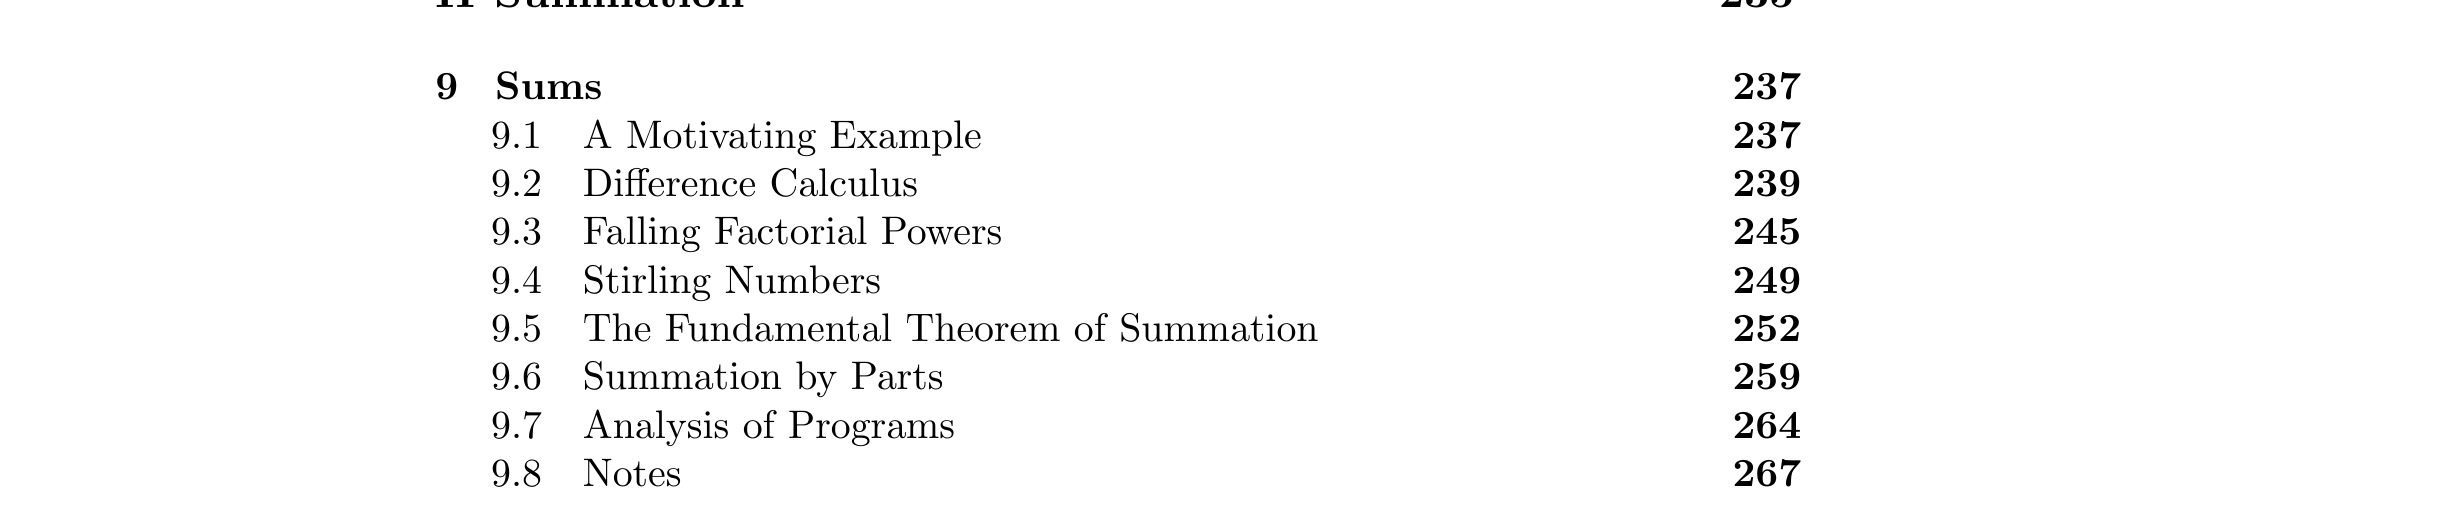 Summation
9 Sums 237
9.1 A Motivating Example 237
9.2 Difference Calculus 239
9.3 Falling Factorial Powers 245
9.4 Stirling Numbers 249
9.5 The Fundamental Theorem of Summation 252
9.6 Summation by Parts 259
9.7 Analysis of Programs 264
9.8 Notes 267